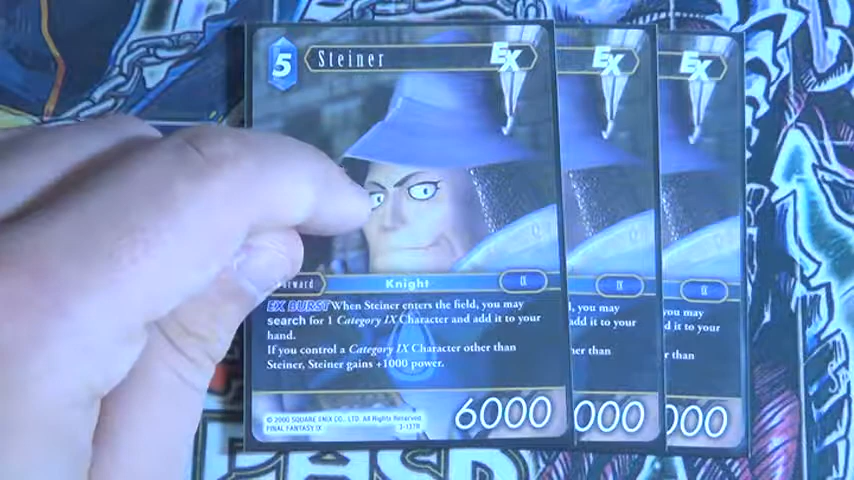 5 Steiner EX EX EX
Knight IX IX IX
EX BURST When Steiner enters the field, you may
search for 1 Category IX Character and add it to your
hand.
If you control a Category IX Character other than
Steiner, Steiner gains +1000 power.
© 2000 SQUARE ENIX CO., LTD. All Rights Reserved
FINAL FANTASY IX 3-137R
6000
you may
add it to your
than
000
you may
it to your
than
000